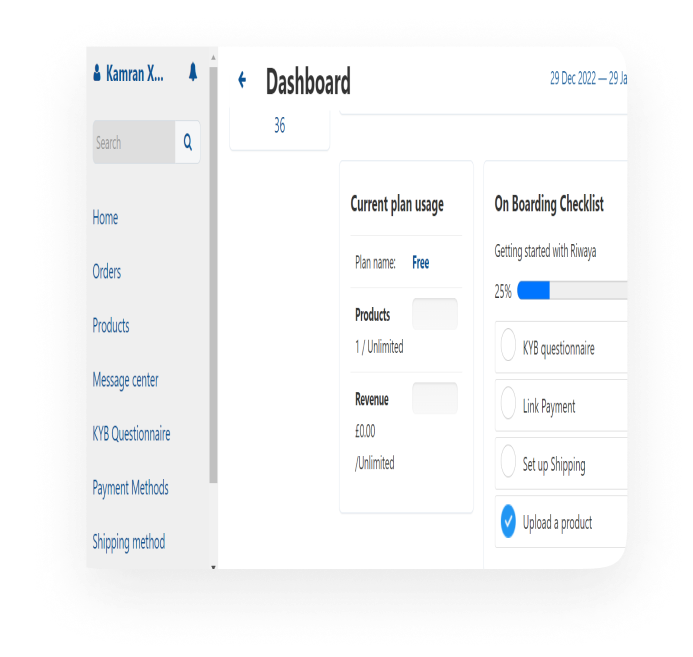 Kamran X...
Search
Home
Orders
Products
Message center
KYB Questionnaire
Payment Methods
Shipping method
Dashboard
29 Dec 2022 — 29 Ja
36
Current plan usage
Plan name: Free
Products
1 / Unlimited
Revenue
£0.00
/Unlimited
On Boarding Checklist
Getting started with Riwaya
25%
KYB questionnaire
Link Payment
Set up Shipping
Upload a product